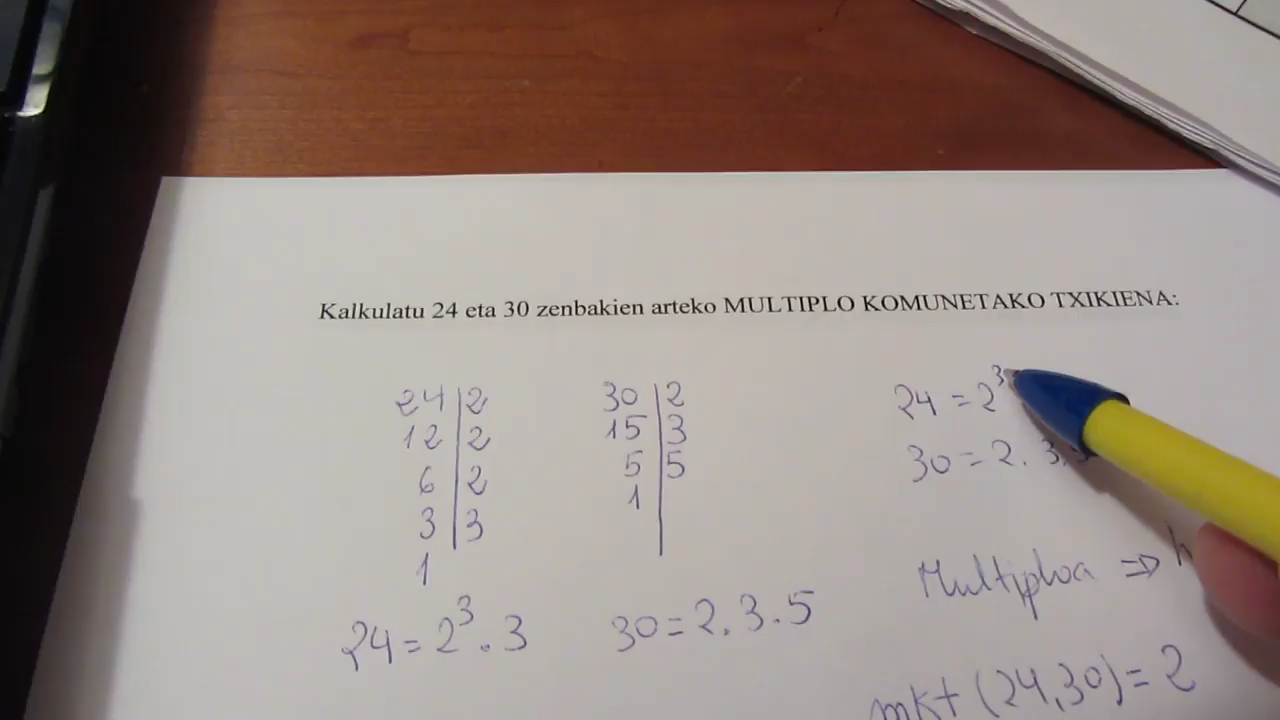 Kalkulatu 24 eta 30 zenbakien arteko MULTIPLO KOMUNETAKO TXIKIENA:
24 | 2
12 | 2
6 | 2
3 | 3
1
24 = 2³ . 3
30 | 2
15 | 3
5 | 5
1
30 = 2 . 3 . 5
24 = 2³
30 = 2 . 3 .
Multiploa ⇒
mkt (24,30) = 2